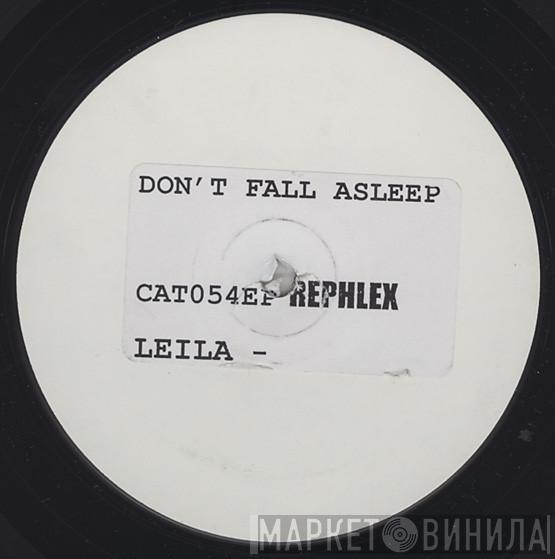 DON'T FALL ASLEEP
CAT054EP REPHLEX
LEILA -
МАРКЕТ ВИНИЛА